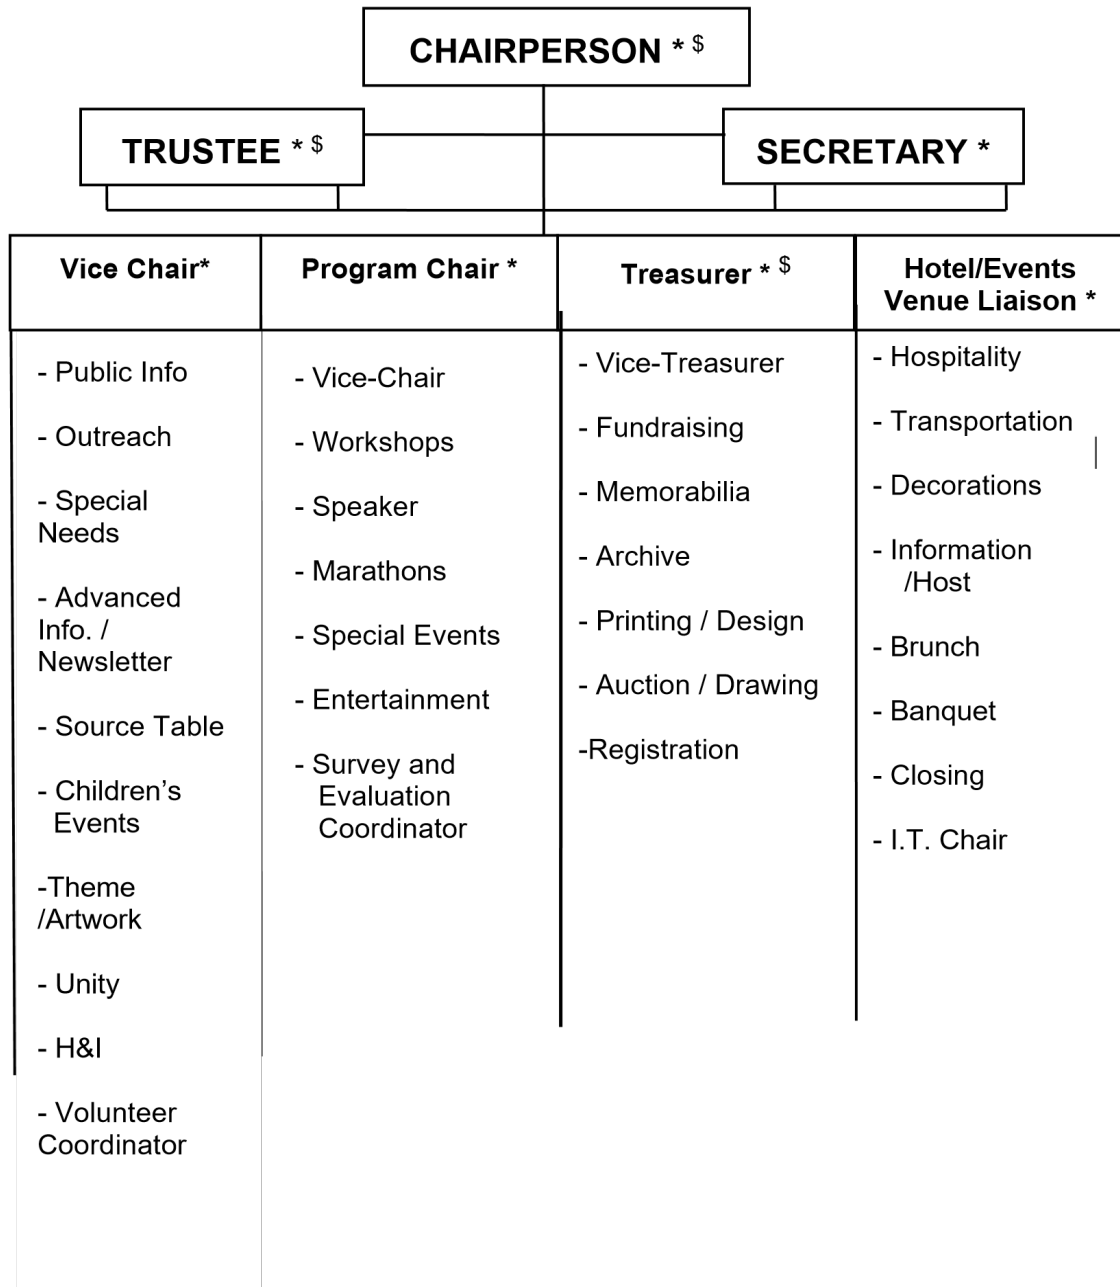 CHAIRPERSON * $
TRUSTEE * $
SECRETARY *
Vice Chair*
- Public Info
- Outreach
- Special
Needs
- Advanced
Info. /
Newsletter
- Source Table
- Children’s
Events
-Theme
/Artwork
- Unity
- H&I
- Volunteer
Coordinator
Program Chair *
- Vice-Chair
- Workshops
- Speaker
- Marathons
- Special Events
- Entertainment
- Survey and
Evaluation
Coordinator
Treasurer * $
- Vice-Treasurer
- Fundraising
- Memorabilia
- Archive
- Printing / Design
- Auction / Drawing
-Registration
Hotel/Events
Venue Liaison *
- Hospitality
- Transportation
- Decorations
- Information
/Host
- Brunch
- Banquet
- Closing
- I.T. Chair